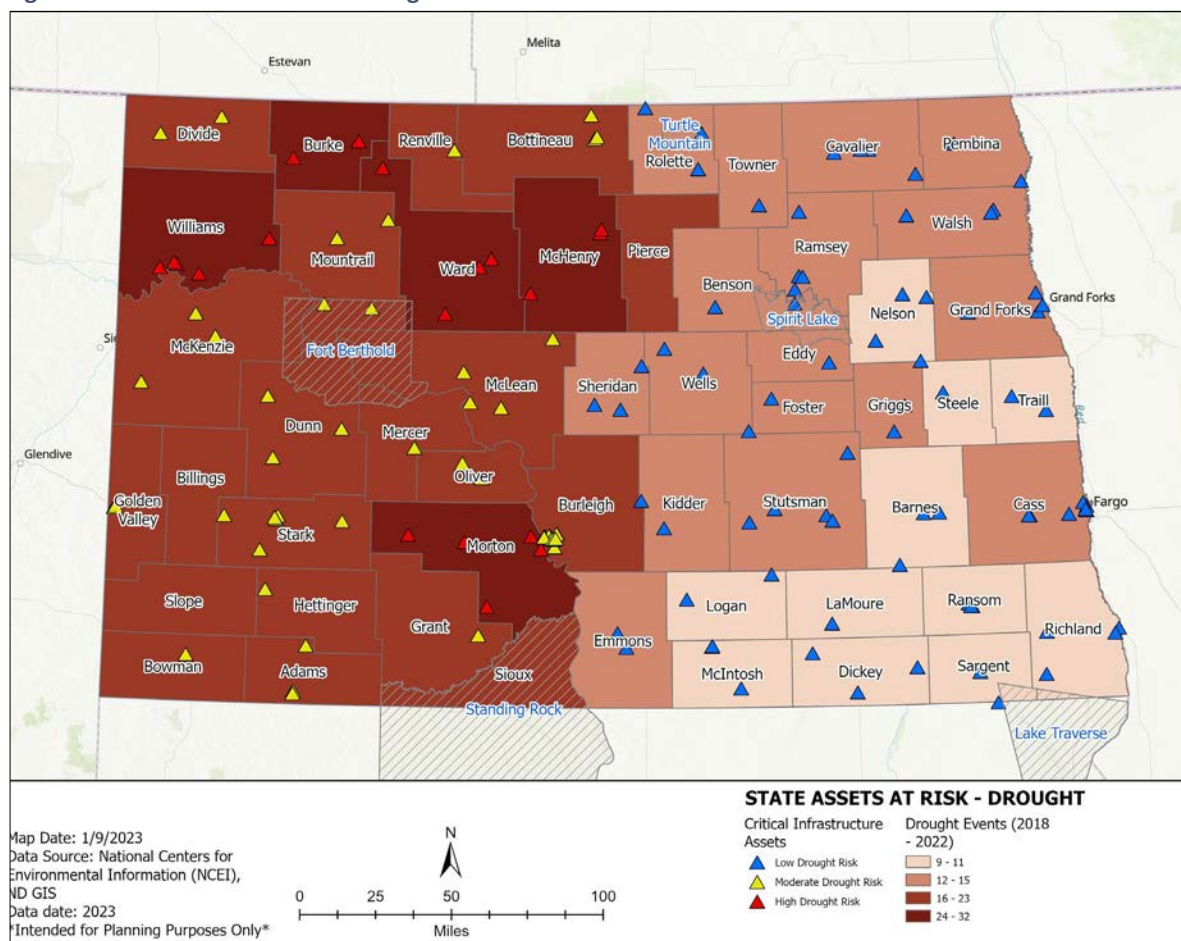 Estevan
Melita
Divide
Burke
Renville
Bottineau
Turtle
Mountain
Rolette
Towner
Cavalier
Pembina
Williams
Mountrail
Ward
McHenry
Pierce
Benson
Ramsey
Walsh
Spirit Lake
Nelson
Grand Forks
Grand Forks
McKenzie
Fort Berthold
McLean
Sheridan
Wells
Eddy
Foster
Griggs
Steele
Traill
Red
Glendive
Dunn
Mercer
Oliver
Billings
Golden
Valley
Stark
Morton
Burleigh
Kidder
Stutsman
Barnes
Cass
Fargo
Slope
Hettinger
Grant
Emmons
Logan
LaMoure
Ransom
Richland
Bowman
Adams
Sioux
Standing Rock
McIntosh
Dickey
Sargent
Lake Traverse
Map Date: 1/9/2023
Data Source: National Centers for
Environmental Information (NCEI),
ND GIS
Data date: 2023
*Intended for Planning Purposes Only*
N
0 25 50 100
Miles
STATE ASSETS AT RISK - DROUGHT
Critical Infrastructure
Assets
Low Drought Risk
Moderate Drought Risk
High Drought Risk
Drought Events (2018
- 2022)
9 - 11
12 - 15
16 - 23
24 - 32